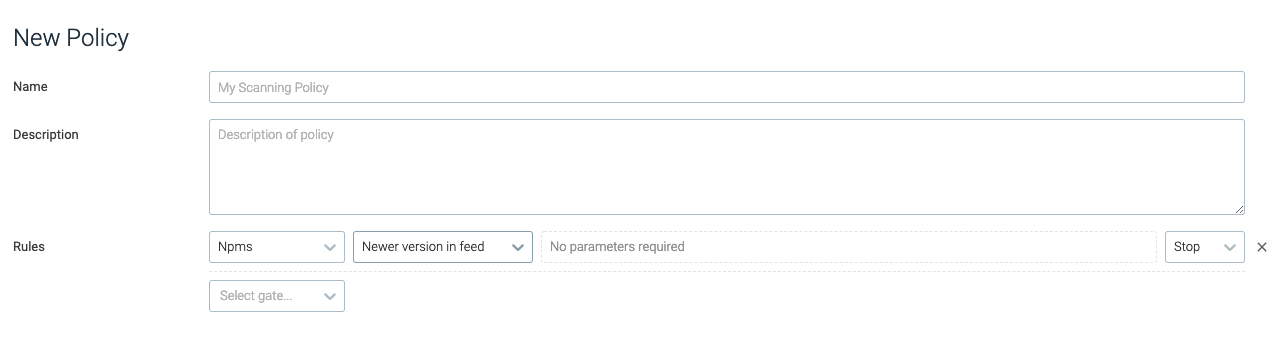 New Policy
Name
My Scanning Policy
Description
Description of policy
Rules
Npms
Newer version in feed
No parameters required
Stop
Select gate...